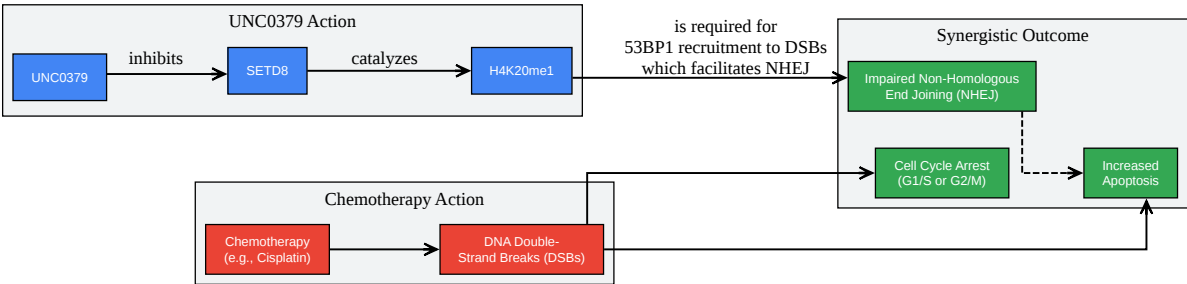 UNC0379 Action
UNC0379
inhibits
SETD8
catalyzes
H4K20me1
is required for
53BP1 recruitment to DSBs
which facilitates NHEJ
Synergistic Outcome
Impaired Non-Homologous
End Joining (NHEJ)
Cell Cycle Arrest
(G1/S or G2/M)
Increased
Apoptosis
Chemotherapy Action
Chemotherapy
(e.g., Cisplatin)
DNA Double-
Strand Breaks (DSBs)